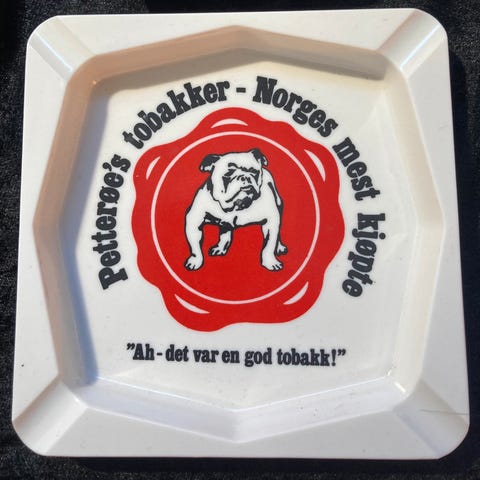 Petterøe's tobakker - Norges mest kjøpte
"Ah - det var en god tobakk!"